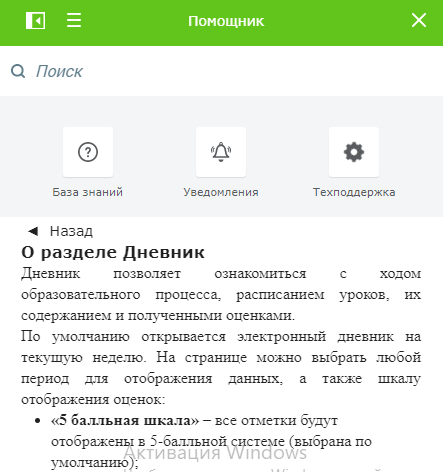 Помощник
Поиск
База знаний
Уведомления
Техподдержка
◄ Назад
О разделе Дневник
Дневник позволяет ознакомиться с ходом
образовательного процесса, расписанием уроков, их
содержанием и полученными оценками.
По умолчанию открывается электронный дневник на
текущую неделю. На странице можно выбрать любой
период для отображения данных, а также шкалу
отображения оценок:
• «5 балльная шкала» – все отметки будут
отображены в 5-балльной системе (выбрана по
умолчанию);
Активация Windows